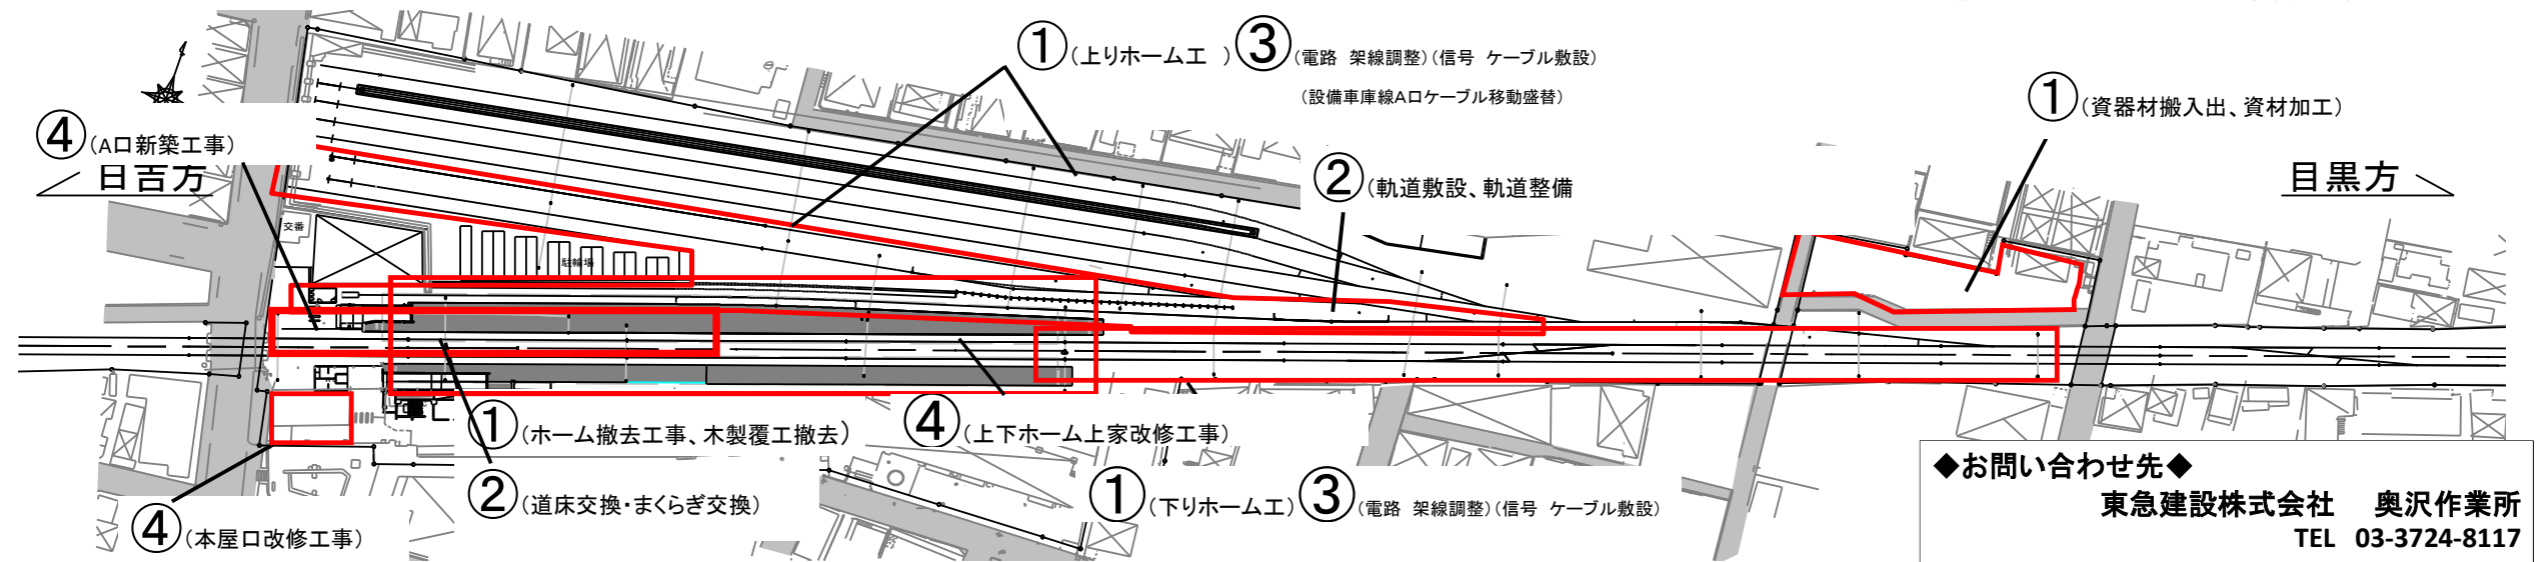 ①(上りホームエ )③(電路 架線調整)(信号 ケーブル敷設)
(設備車庫線A口ケーブル移動盛替)
①(資器材搬入出、資材加工)
④(A口新築工事)
日吉方
②(軌道敷設、軌道整備
目黒方
交番
駐輪場
①(ホーム撤去工事、木製覆工撤去)
④(上下ホーム上家改修工事)
②(道床交換・まくらぎ交換)
①(下りホーム工)③(電路 架線調整)(信号 ケーブル敷設)
④(本屋口改修工事)
◆お問い合わせ先◆
東急建設株式会社 奥沢作業所
TEL 03-3724-8117